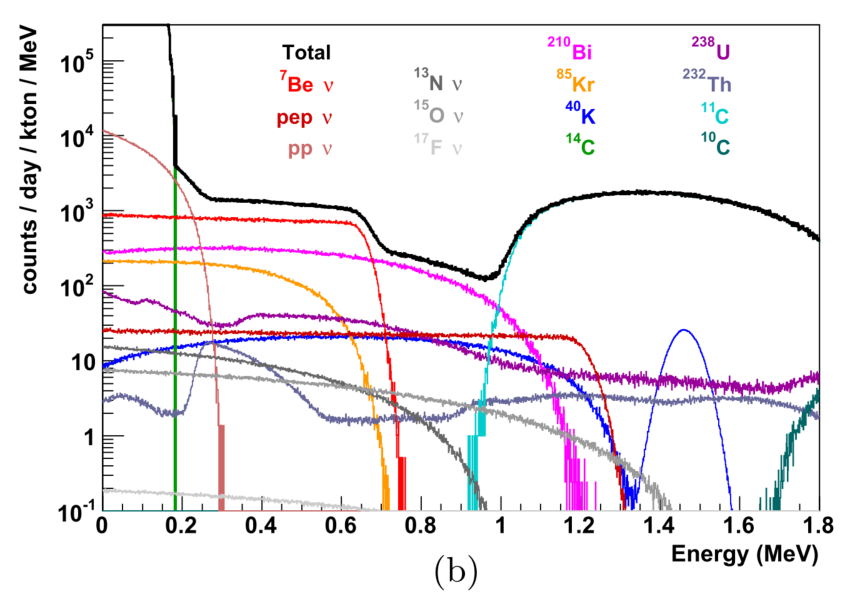 counts / day / kton / MeV
10⁵
10⁴
10³
10²
10
1
10⁻¹
Total
⁷Be ν
pep ν
pp ν
¹³N ν
¹⁵O ν
¹⁷F ν
²¹⁰Bi
⁸⁵Kr
⁴⁰K
¹⁴C
²³⁸U
²³²Th
¹¹C
¹⁰C
0 0.2 0.4 0.6 0.8 1 1.2 1.4 1.6 1.8
Energy (MeV)
(b)